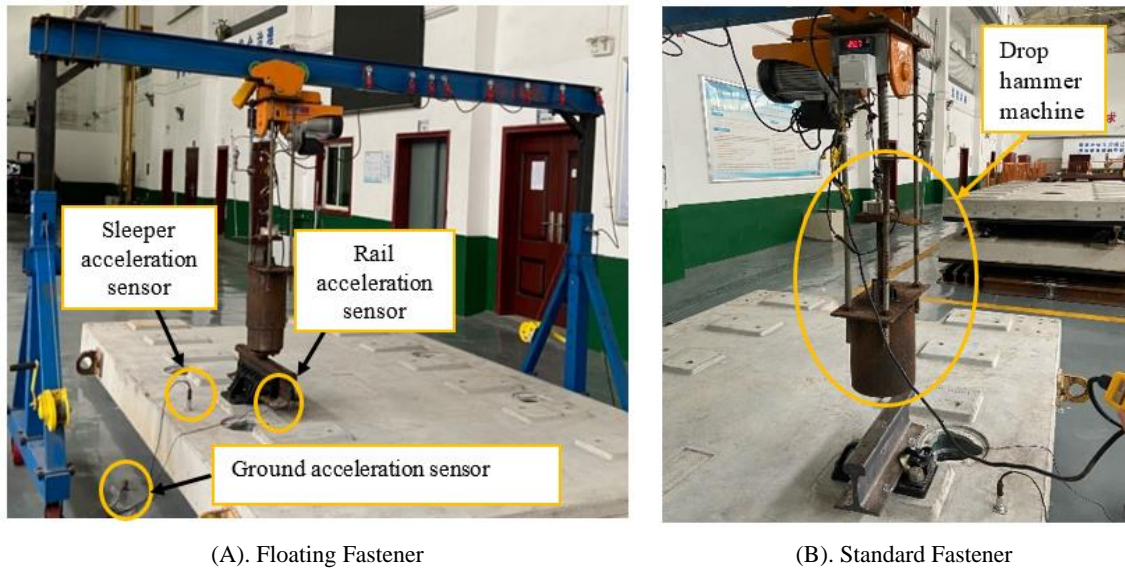 Sleeper
acceleration
sensor
Rail
acceleration
sensor
Ground acceleration sensor
Drop
hammer
machine
(A). Floating Fastener
(B). Standard Fastener